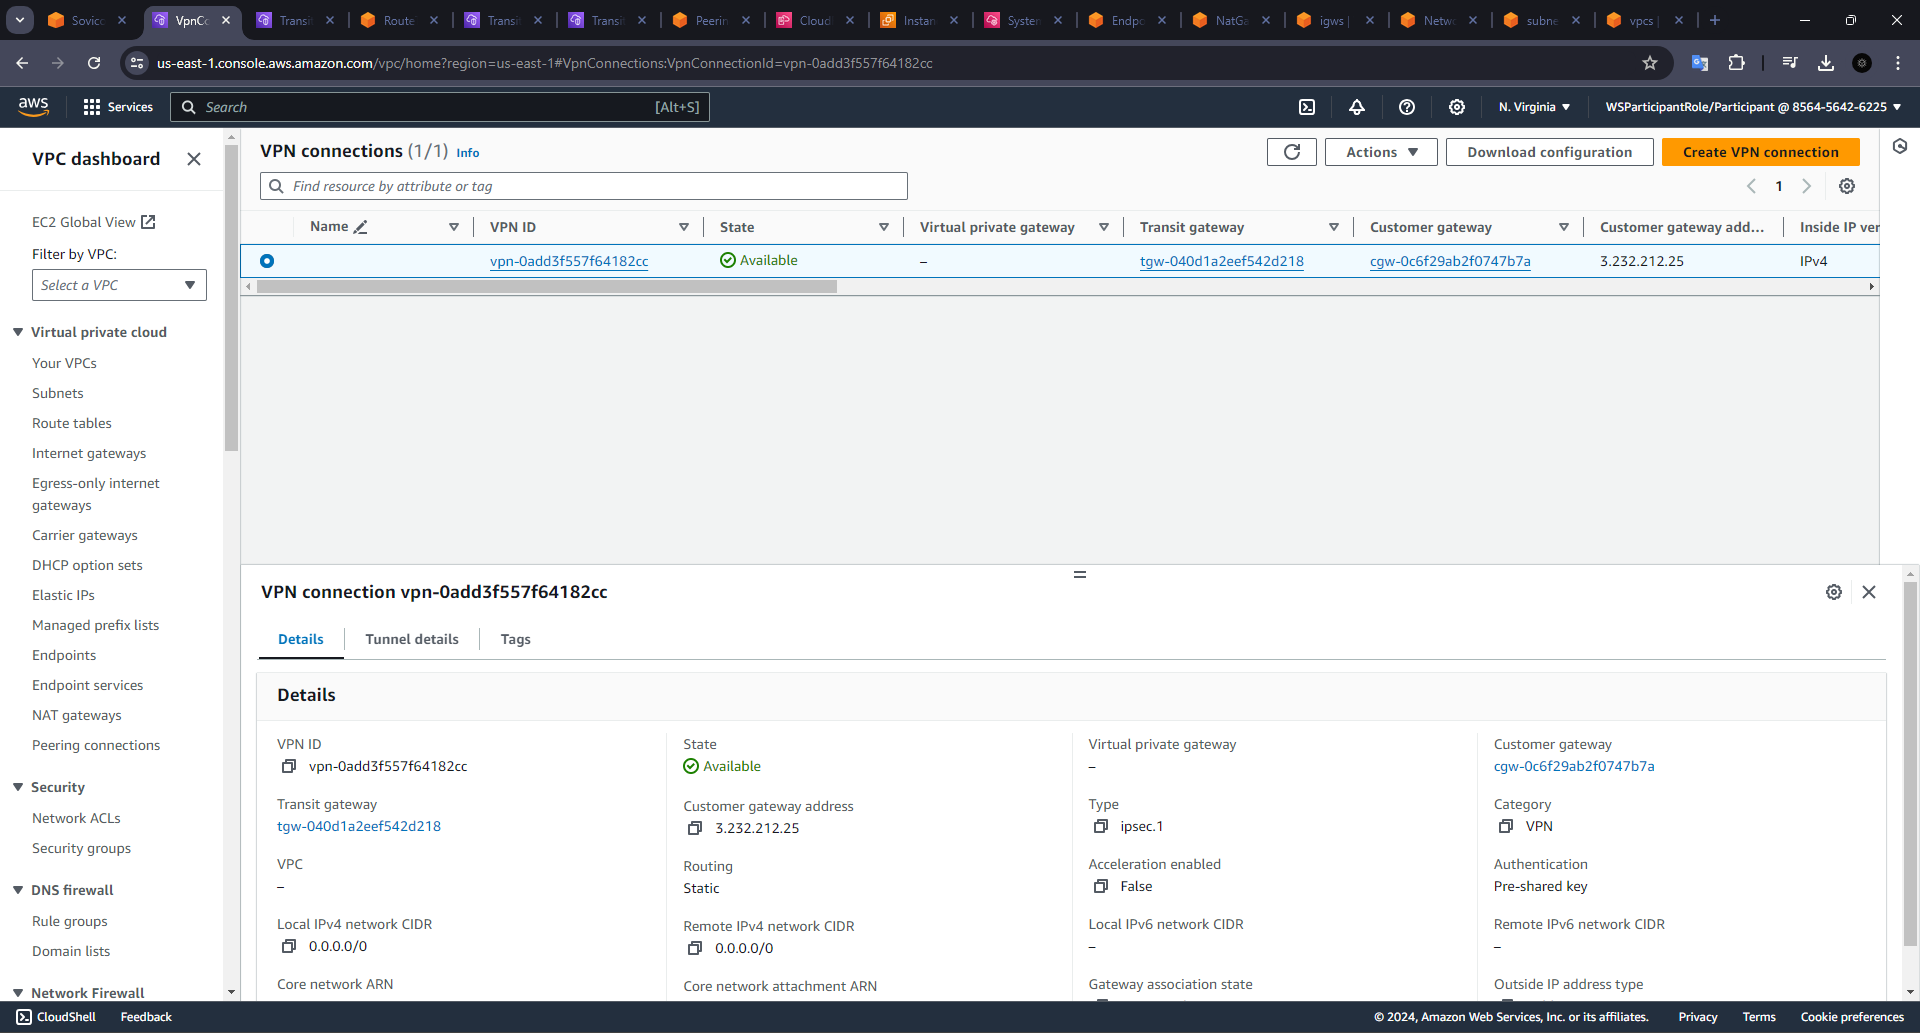 Sovico
VpnCo
Transit
Route
Transit
Transit
Peerin
Cloud
Instan
System
Endpo
NatGa
igws |
Netwo
subne
vpcs |
us-east-1.console.aws.amazon.com/vpc/home?region=us-east-1#VpnConnections:VpnConnectionId=vpn-0add3f557f64182cc
aws
Services
Search
[Alt+S]
N. Virginia
WSParticipantRole/Participant @ 8564-5642-6225
VPC dashboard
EC2 Global View
Filter by VPC:
Select a VPC
Virtual private cloud
Your VPCs
Subnets
Route tables
Internet gateways
Egress-only internet
gateways
Carrier gateways
DHCP option sets
Elastic IPs
Managed prefix lists
Endpoints
Endpoint services
NAT gateways
Peering connections
Security
Network ACLs
Security groups
DNS firewall
Rule groups
Domain lists
Network Firewall
VPN connections (1/1) Info
Actions
Download configuration
Create VPN connection
Find resource by attribute or tag
1
Name
VPN ID
State
Virtual private gateway
Transit gateway
Customer gateway
Customer gateway add...
Inside IP ver
vpn-0add3f557f64182cc
Available
–
tgw-040d1a2eef542d218
cgw-0c6f29ab2f0747b7a
3.232.212.25
IPv4
VPN connection vpn-0add3f557f64182cc
Details
Tunnel details
Tags
Details
VPN ID
vpn-0add3f557f64182cc
State
Available
Virtual private gateway
–
Customer gateway
cgw-0c6f29ab2f0747b7a
Transit gateway
tgw-040d1a2eef542d218
Customer gateway address
3.232.212.25
Type
ipsec.1
Category
VPN
VPC
–
Routing
Static
Acceleration enabled
False
Authentication
Pre-shared key
Local IPv4 network CIDR
0.0.0.0/0
Remote IPv4 network CIDR
0.0.0.0/0
Local IPv6 network CIDR
–
Remote IPv6 network CIDR
–
Core network ARN
Core network attachment ARN
Gateway association state
Outside IP address type
CloudShell
Feedback
© 2024, Amazon Web Services, Inc. or its affiliates.
Privacy
Terms
Cookie preferences